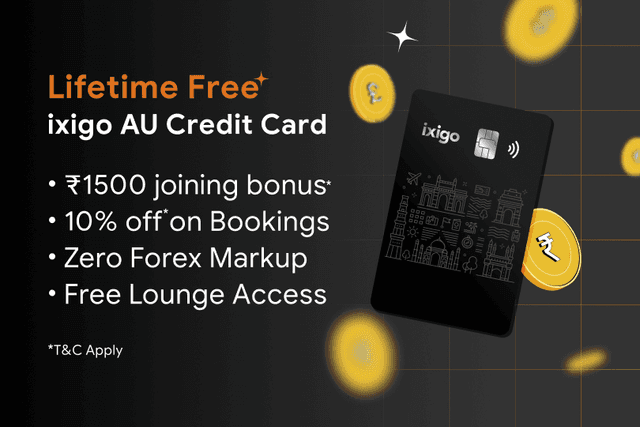 Lifetime Free
ixigo AU Credit Card
• ₹1500 joining bonus*
• 10% off* on Bookings
• Zero Forex Markup
• Free Lounge Access
*T&C Apply
ixigo
£
₹